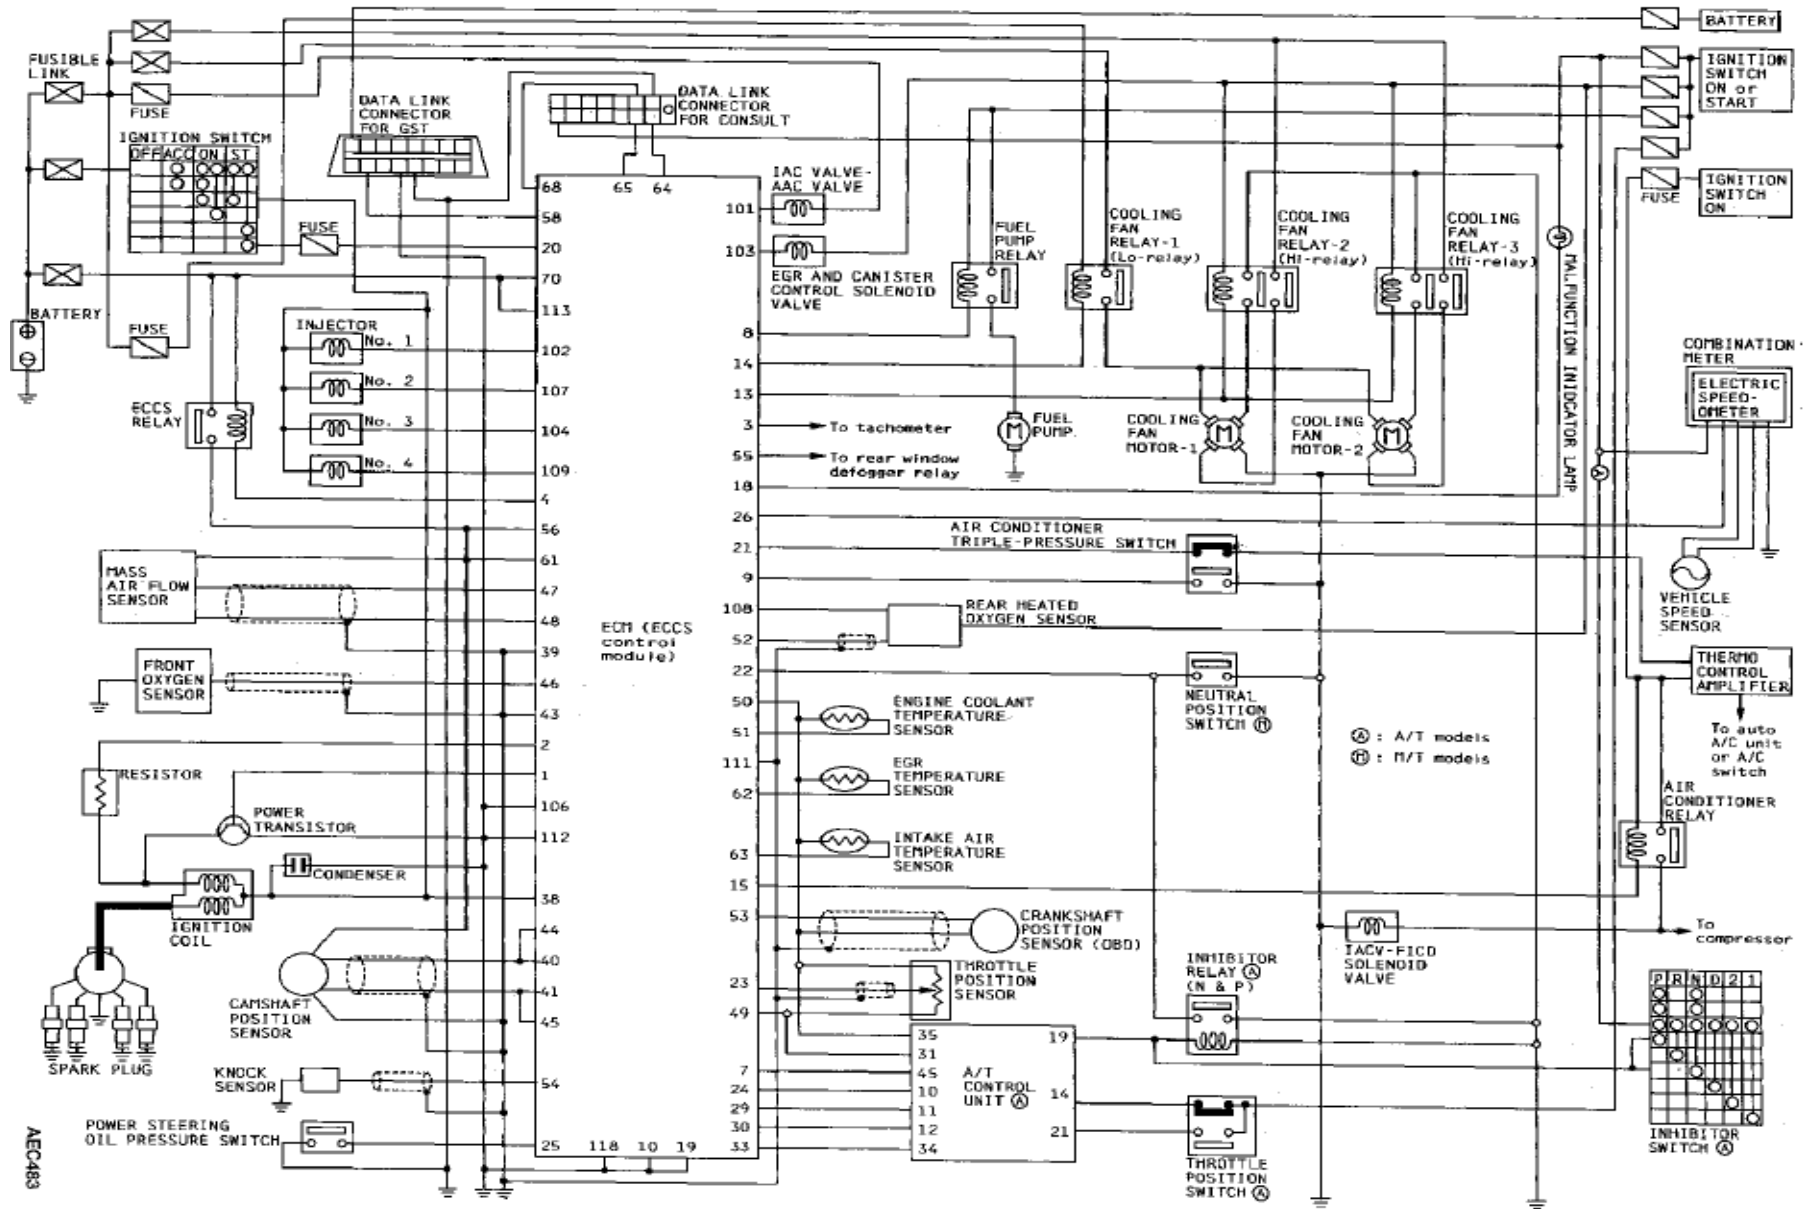 BATTERY
FUSIBLE
LINK
FUSE
IGNITION
SWITCH
ON or
START
DATA LINK
CONNECTOR
FOR GST
DATA LINK
CONNECTOR
FOR CONSULT
IGNITION SWITCH
OFF ACC ON ST
FUSE
IGNITION
SWITCH
ON
68
65 64
58
20
70
113
102
107
104
109
4
56
61
47
48
39
46
43
2
1
106
112
38
44
40
41
45
54
25
118 10 19
101
103
8
14
13
3
55
18
26
21
9
108
52
22
50
51
111
62
63
15
53
23
49
7
24
29
30
33
IAC VALVE-
AAC VALVE
EGR AND CANISTER
CONTROL SOLENOID
VALVE
FUEL
PUMP
RELAY
COOLING
FAN
RELAY-1
(Lo-relay)
COOLING
FAN
RELAY-2
(Hi-relay)
COOLING
FAN
RELAY-3
(Hi-relay)
MALFUNCTION INIDCATOR LAMP
FUSE
BATTERY
FUSE
INJECTOR
No. 1
No. 2
No. 3
No. 4
ECCS
RELAY
To tachometer
To rear window
defogger relay
M
FUEL
PUMP
COOLING
FAN
MOTOR-1
M
COOLING
FAN
MOTOR-2
M
COMBINATION
METER
ELECTRIC
SPEED-
OMETER
A
VEHICLE
SPEED
SENSOR
AIR CONDITIONER
TRIPLE-PRESSURE SWITCH
MASS
AIR FLOW
SENSOR
ECM (ECCS
control
module)
REAR HEATED
OXYGEN SENSOR
FRONT
OXYGEN
SENSOR
NEUTRAL
POSITION
SWITCH Ⓜ
THERMO
CONTROL
AMPLIFIER
To auto
A/C unit
or A/C
switch
ENGINE COOLANT
TEMPERATURE
SENSOR
EGR
TEMPERATURE
SENSOR
INTAKE AIR
TEMPERATURE
SENSOR
Ⓐ : A/T models
Ⓜ : M/T models
AIR
CONDITIONER
RELAY
RESISTOR
POWER
TRANSISTOR
CONDENSER
IGNITION
COIL
CRANKSHAFT
POSITION
SENSOR (OBD)
IACV-FICD
SOLENOID
VALVE
To
compressor
THROTTLE
POSITION
SENSOR
INHIBITOR
RELAY Ⓐ
(N & P)
P R N D 2 1
INHIBITOR
SWITCH Ⓐ
CAMSHAFT
POSITION
SENSOR
SPARK PLUG
KNOCK
SENSOR
POWER STEERING
OIL PRESSURE SWITCH
35
31
45
10
11
12
34
A/T
CONTROL
UNIT Ⓐ
19
14
21
THROTTLE
POSITION
SWITCH Ⓐ
AEC483